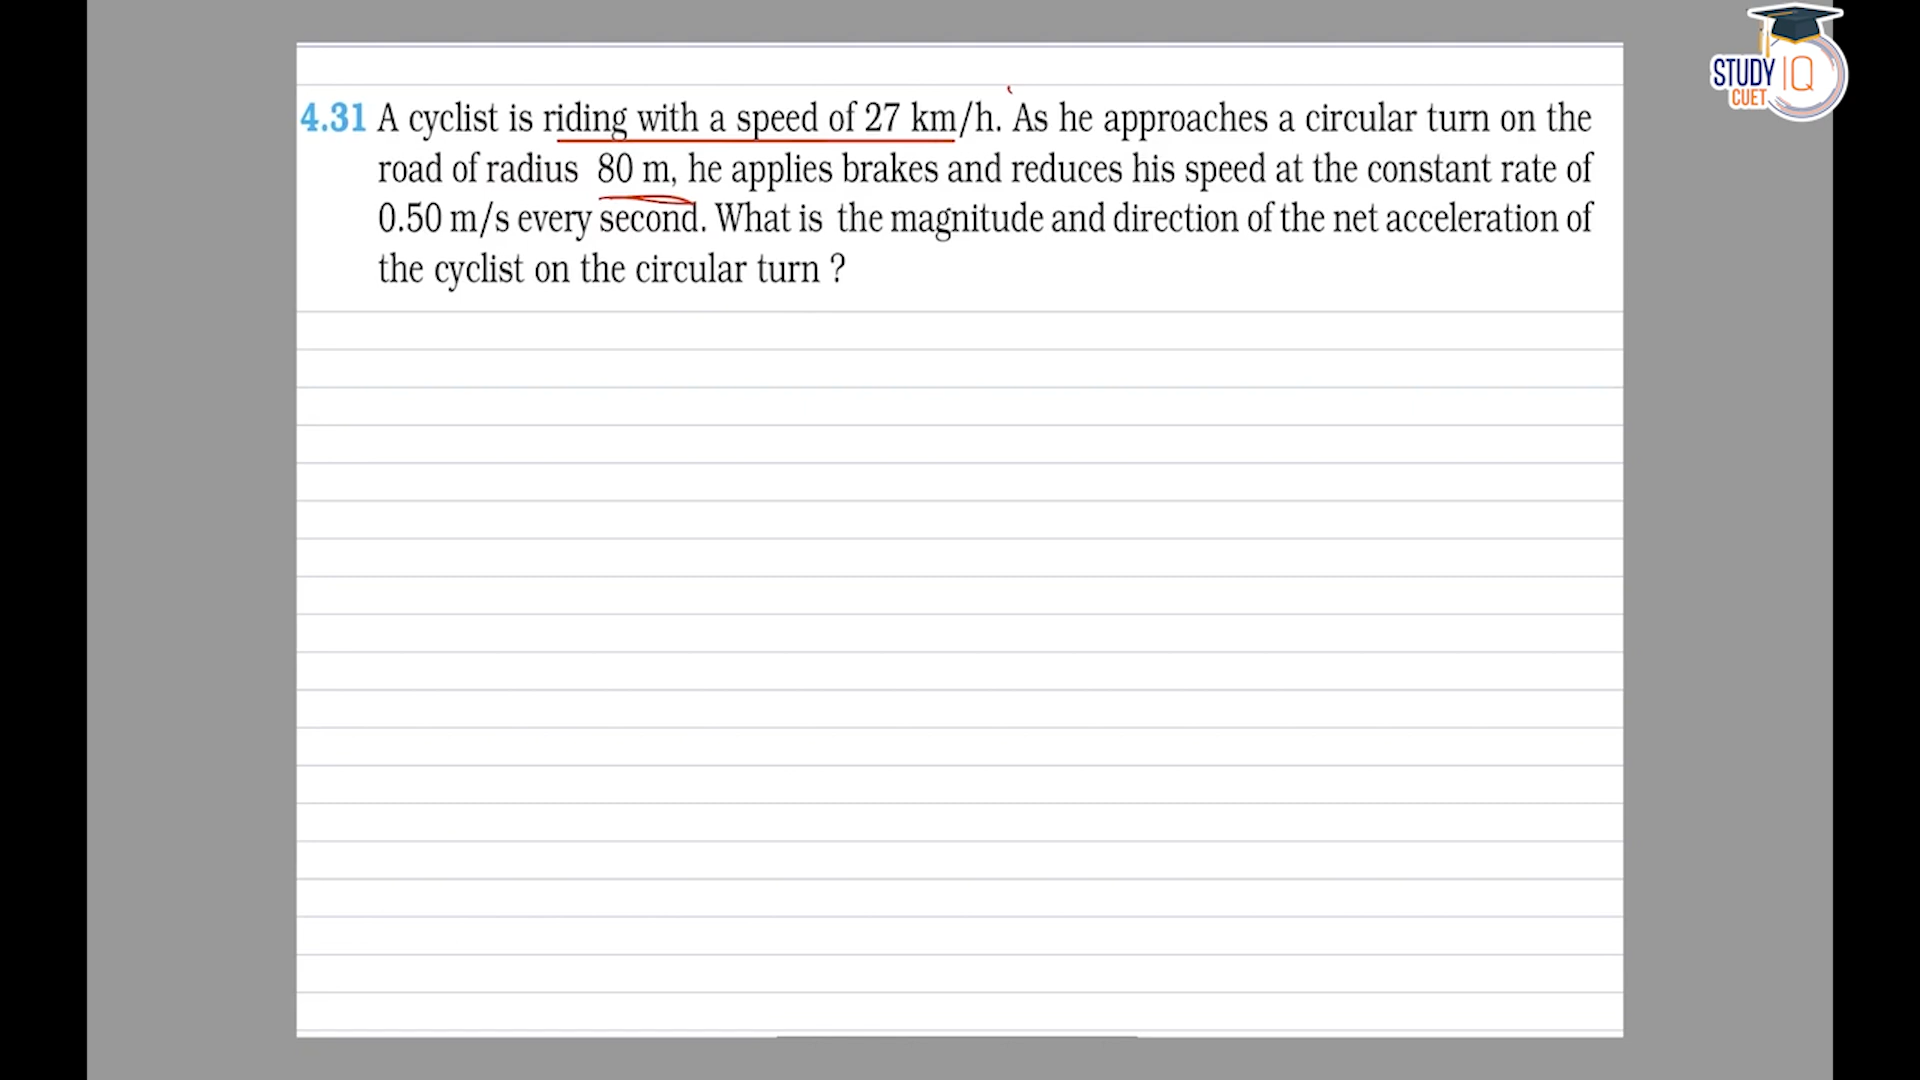 STUDY IQ
CUET
4.31 A cyclist is riding with a speed of 27 km/h. As he approaches a circular turn on the
road of radius 80 m, he applies brakes and reduces his speed at the constant rate of
0.50 m/s every second. What is the magnitude and direction of the net acceleration of
the cyclist on the circular turn ?